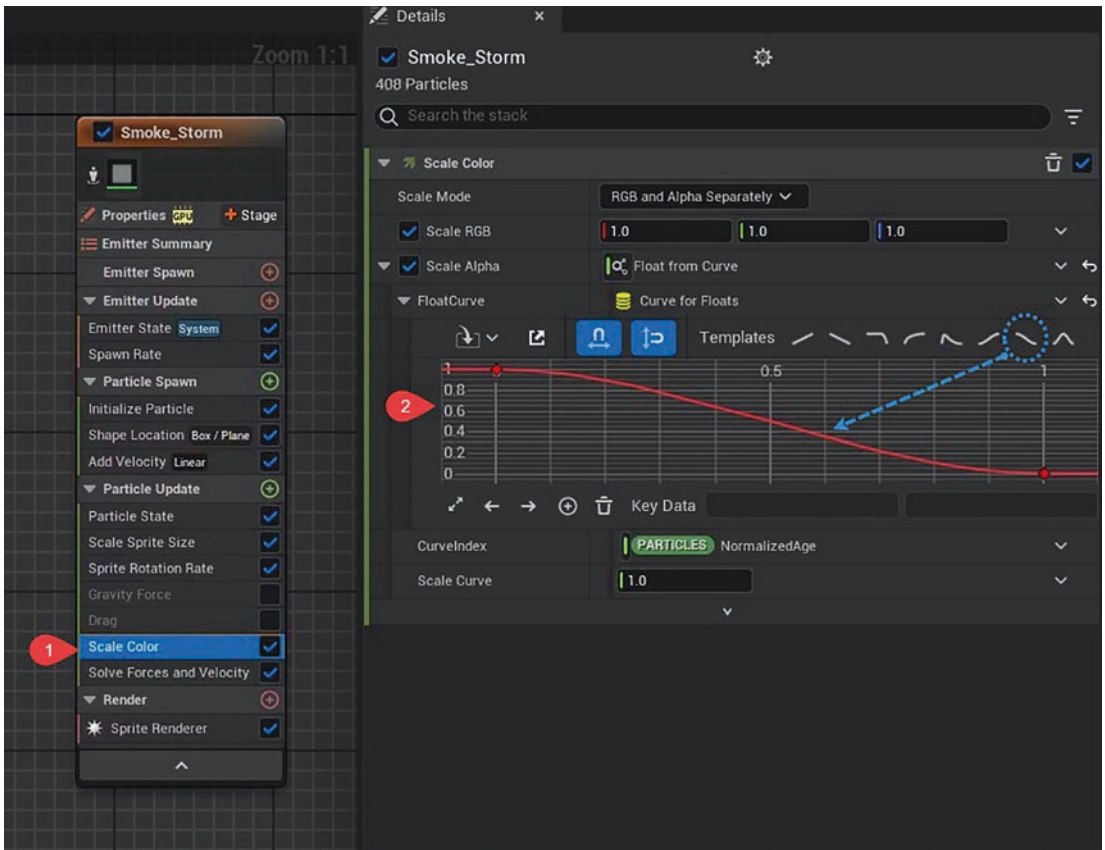 Details
Zoom 1:1
Smoke_Storm
408 Particles
Search the stack
Smoke_Storm
Properties GPU Stage
Emitter Summary
Emitter Spawn
Emitter Update
Emitter State System
Spawn Rate
Particle Spawn
Initialize Particle
Shape Location Box / Plane
Add Velocity Linear
Particle Update
Particle State
Scale Sprite Size
Sprite Rotation Rate
Gravity Force
Drag
1
Scale Color
Solve Forces and Velocity
Render
Sprite Renderer
Scale Color
Scale Mode RGB and Alpha Separately
Scale RGB 1.0 1.0 1.0
Scale Alpha Float from Curve
FloatCurve Curve for Floats
Templates
1 0 0.5 1
0.8
2
0.6
0.4
0.2
0
Key Data
CurveIndex PARTICLES NormalizedAge
Scale Curve 1.0